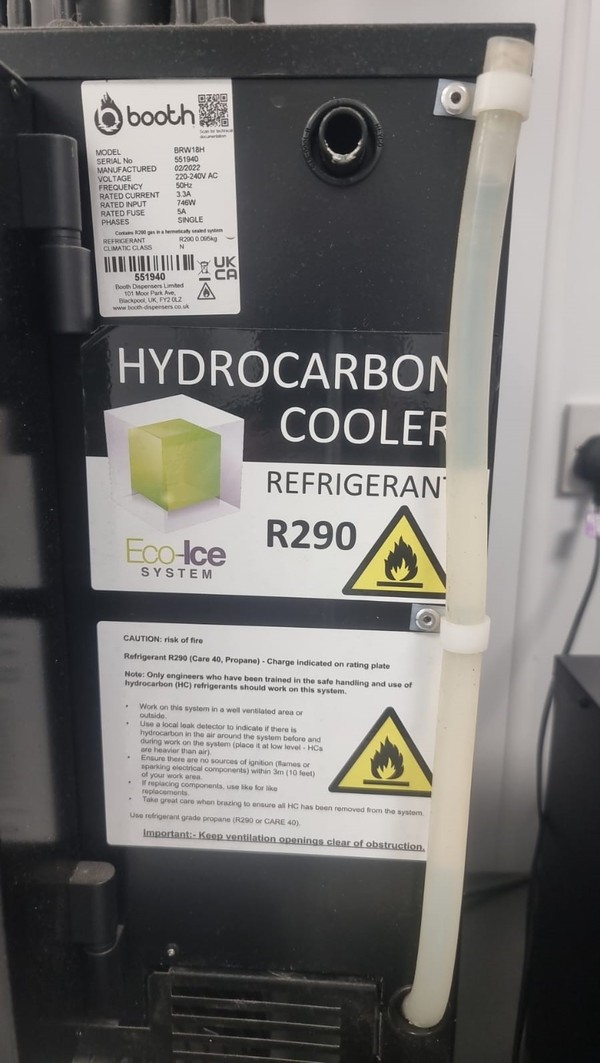 booth
Scan for technical
documentation
MODEL BRW18H
SERIAL No 551940
MANUFACTURED 02/2022
VOLTAGE 220-240V AC
FREQUENCY 50Hz
RATED CURRENT 3.3A
RATED INPUT 746W
RATED FUSE 5A
PHASES SINGLE
Contains R290 gas in a hermetically sealed system
REFRIGERANT R290 0.095kg
CLIMATIC CLASS N
551940
UK
CA
Booth Dispensers Limited
101 Moor Park Ave,
Blackpool, UK, FY2 0LZ
www.booth-dispensers.co.uk
HYDROCARBON
COOLER
REFRIGERANT
R290
Eco-Ice
SYSTEM
CAUTION: risk of fire
Refrigerant R290 (Care 40, Propane) - Charge indicated on rating plate
Note: Only engineers who have been trained in the safe handling and use of
hydrocarbon (HC) refrigerants should work on this system.
• Work on this system in a well ventilated area or
outside.
• Use a local leak detector to indicate if there is
hydrocarbon in the air around the system before and
during work on the system (place it at low level - HCs
are heavier than air)
• Ensure there are no sources of ignition (flames or
sparking electrical components) within 3m (10 feet)
of your work area.
• If replacing components, use like for like
replacements.
• Take great care when brazing to ensure all HC has been removed from the system.
Use refrigerant grade propane (R290 or CARE 40).
Important:- Keep ventilation openings clear of obstruction.